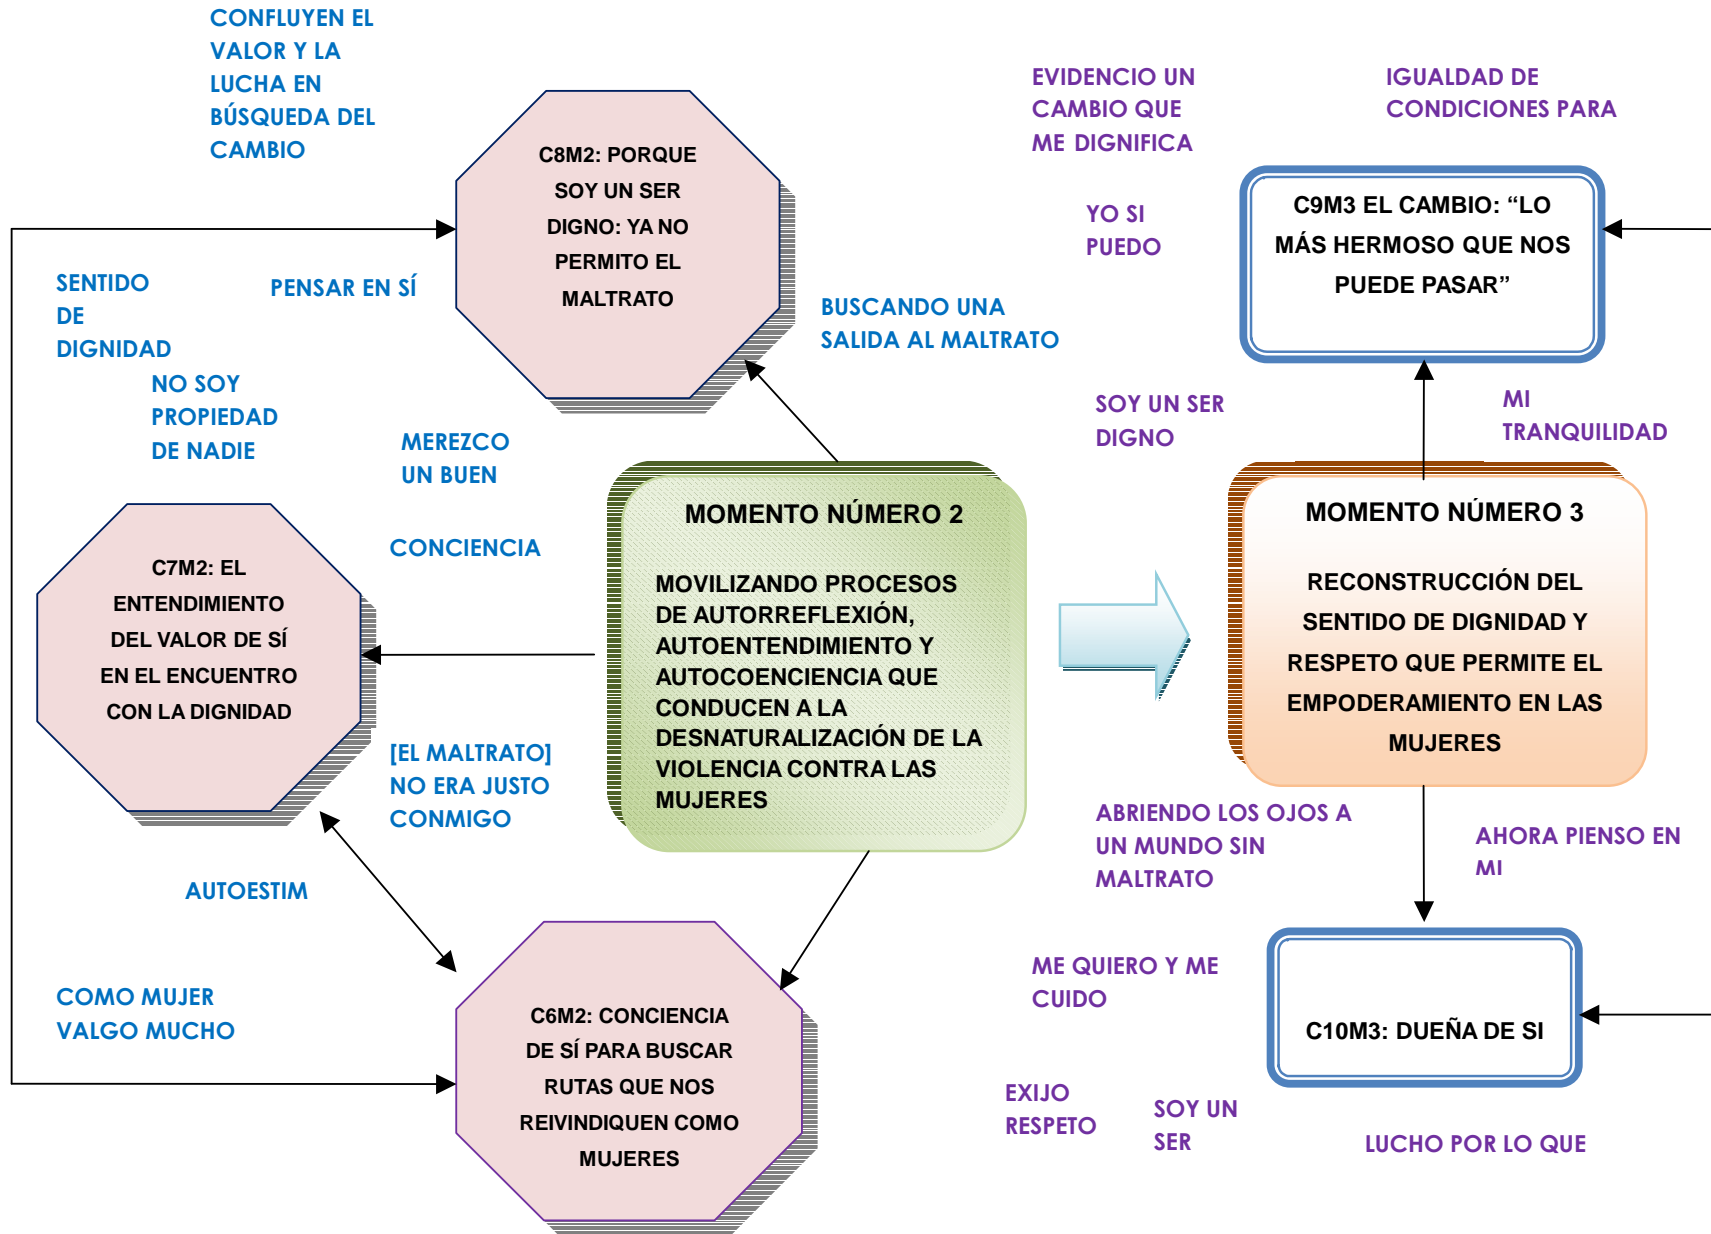 CONFLUYEN EL
VALOR Y LA
LUCHA EN
BÚSQUEDA DEL
CAMBIO
C8M2: PORQUE
SOY UN SER
DIGNO: YA NO
PERMITO EL
MALTRATO
SENTIDO
DE
DIGNIDAD
PENSAR EN SÍ
NO SOY
PROPIEDAD
DE NADIE
BUSCANDO UNA
SALIDA AL MALTRATO
MEREZCO
UN BUEN
CONCIENCIA
C7M2: EL
ENTENDIMIENTO
DEL VALOR DE SÍ
EN EL ENCUENTRO
CON LA DIGNIDAD
[EL MALTRATO]
NO ERA JUSTO
CONMIGO
AUTOESTIM
COMO MUJER
VALGO MUCHO
C6M2: CONCIENCIA
DE SÍ PARA BUSCAR
RUTAS QUE NOS
REIVINDIQUEN COMO
MUJERES
MOMENTO NÚMERO 2
MOVILIZANDO PROCESOS
DE AUTORREFLEXIÓN,
AUTOENTENDIMIENTO Y
AUTOCOENCIENCIA QUE
CONDUCEN A LA
DESNATURALIZACIÓN DE LA
VIOLENCIA CONTRA LAS
MUJERES
EVIDENCIO UN
CAMBIO QUE
ME DIGNIFICA
IGUALDAD DE
CONDICIONES PARA
YO SI
PUEDO
C9M3 EL CAMBIO: “LO
MÁS HERMOSO QUE NOS
PUEDE PASAR”
SOY UN SER
DIGNO
MI
TRANQUILIDAD
MOMENTO NÚMERO 3
RECONSTRUCCIÓN DEL
SENTIDO DE DIGNIDAD Y
RESPETO QUE PERMITE EL
EMPODERAMIENTO EN LAS
MUJERES
ABRIENDO LOS OJOS A
UN MUNDO SIN
MALTRATO
AHORA PIENSO EN
MI
ME QUIERO Y ME
CUIDO
C10M3: DUEÑA DE SI
EXIJO
RESPETO
SOY UN
SER
LUCHO POR LO QUE